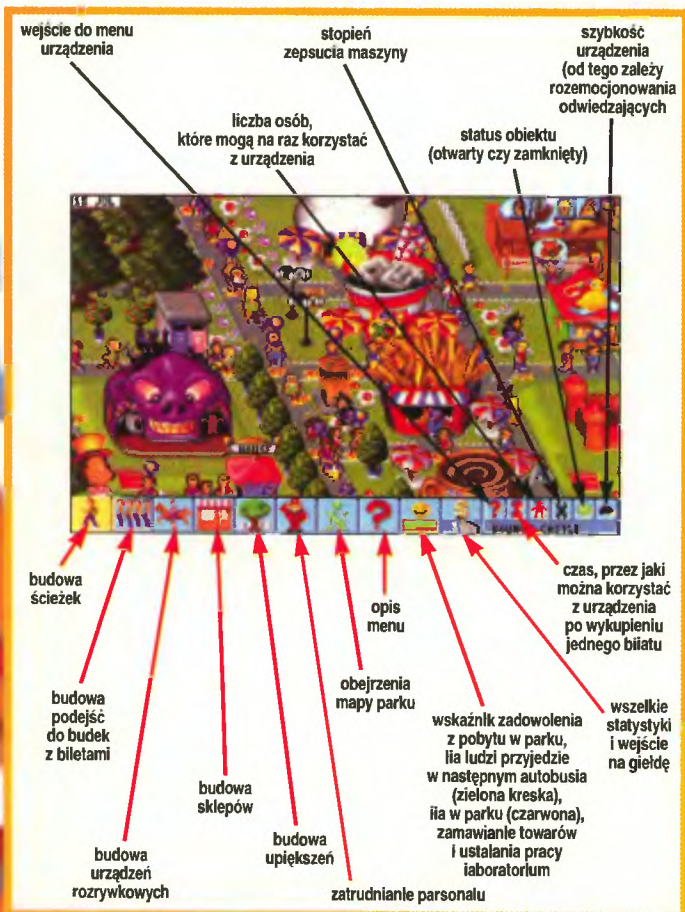 wejście do menu
urządzenia
stopień
zepsucia maszyny
szybkość
urządzenia
(od tego zależy
rozemocjonowania
odwiedzających
liczba osób,
które mogą na raz korzystać
z urządzenia
status obiektu
(otwarty czy zamknięty)
budowa
ścieżek
budowa
podejść
do budek
z biletami
budowa
urządzeń
rozrywkowych
budowa
sklepów
budowa
upiększeń
zatrudnianie parsonalu
obejrzenia
mapy parku
opis
menu
wskaźnik zadowolenia
z pobytu w parku,
iia ludzi przyjedzie
w następnym autobusia
(zielona kreska),
iia w parku (czarwona),
zamawianie towarów
i ustalania pracy
iaboratorium
czas, przez jaki
można korzystać
z urządzenia
po wykupieniu
jednego biiatu
wszelkie
statystyki
i wejście
na giełdę